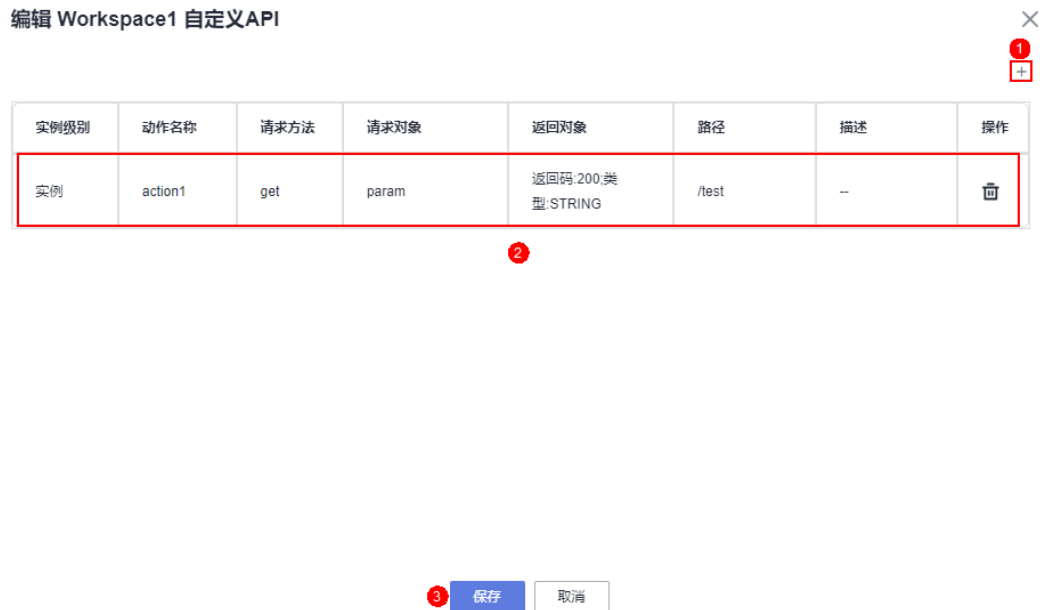 编辑 Workspace1 自定义API
1
实例级别 动作名称 请求方法 请求对象 返回对象 路径 描述 操作
实例 action1 get param 返回码:200;类 /test --
型:STRING
2
3 保存 取消